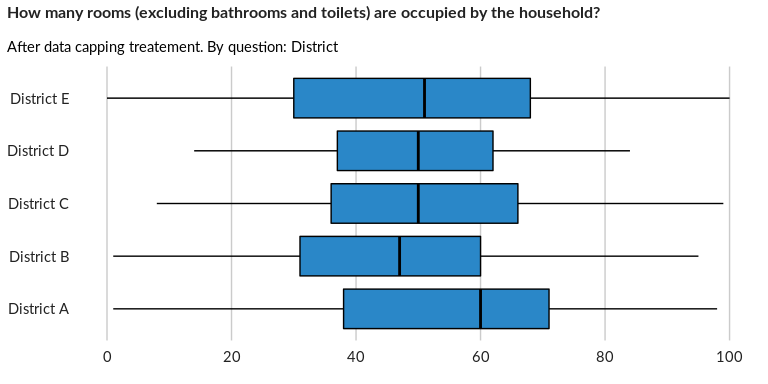 How many rooms (excluding bathrooms and toilets) are occupied by the household?
After data capping treatement. By question: District
District E
District D
District C
District B
District A
0 20 40 60 80 100